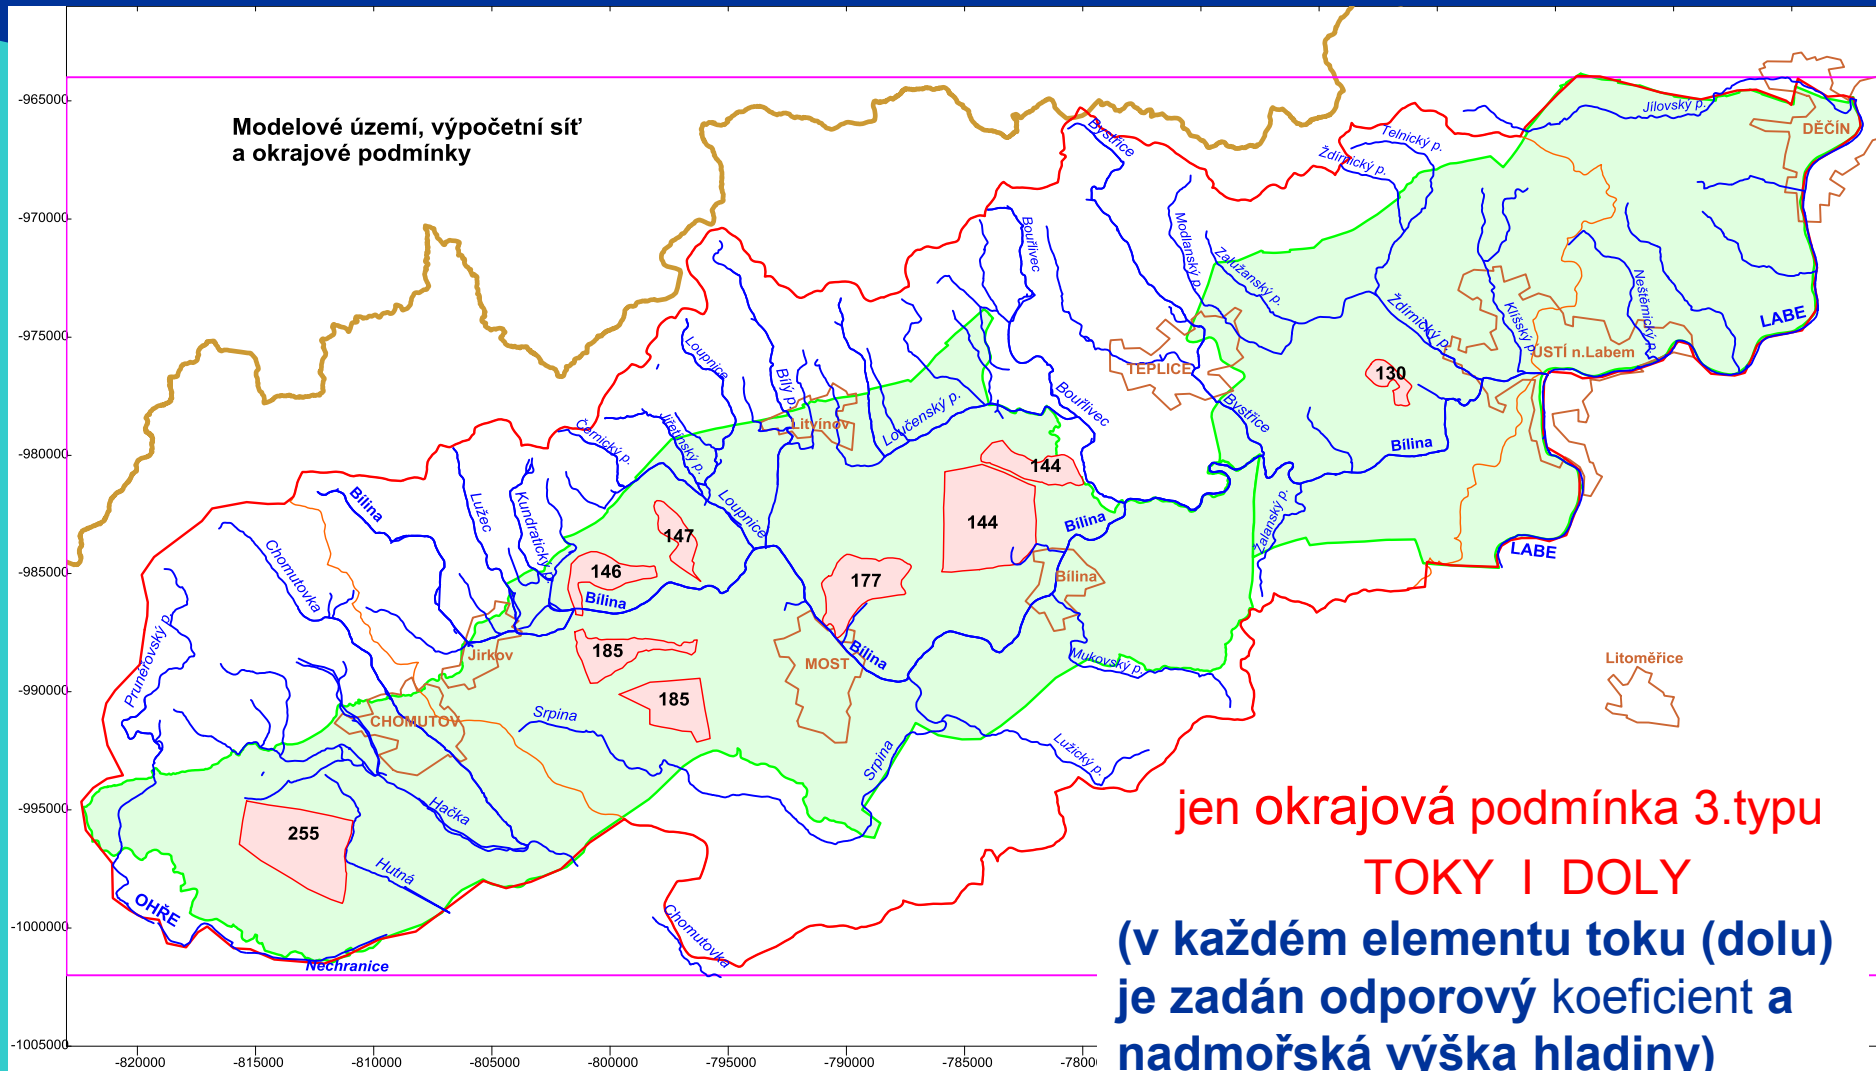 Modelové území, výpočetní síť
a okrajové podmínky
-965000
-970000
-975000
-980000
-985000
-990000
-995000
-1000000
-1005000
-820000
-815000
-810000
-805000
-800000
-795000
-790000
-785000
-780000
Jílovský p.
DĚČÍN
Telnický p.
Ždírnický p.
Bystřice
Modlanský p.
Zalužanský p.
Bouřlivec
Ždírnický p.
Klíšský p.
Neštěmický p.
LABE
ÚSTÍ n.Labem
TEPLICE
130
Loupnice
Bílý p.
Litvínov
Loučenský p.
Bouřlivec
Bystřice
Bílina
Černický p.
Jiřetínský p.
144
144
Loupnice
Bílina
Zalanský p.
LABE
Bílina
Lužec
Kundratický p.
147
146
Bílina
177
Bílina
Chomutovka
Prunéřovský p.
Jirkov
185
185
MOST
Bílina
Mukovský p.
Litoměřice
CHOMUTOV
Srpina
Srpina
Lužický p.
Hačka
255
Hutná
OHŘE
Nechranice
Chomutovka
jen okrajová podmínka 3.typu
TOKY I DOLY
(v každém elementu toku (dolu)
je zadán odporový koeficient a
nadmořská výška hladiny)